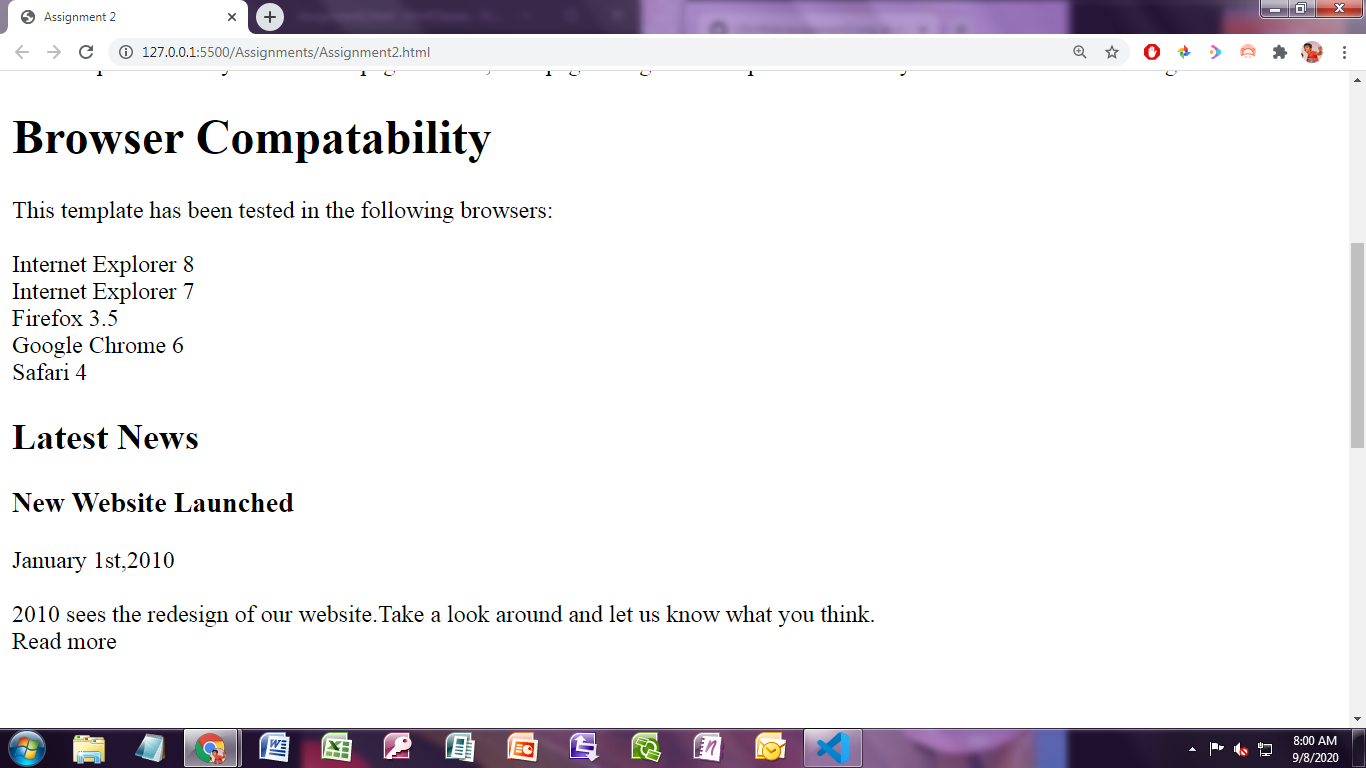 Assignment 2
127.0.0.1:5500/Assignments/Assignment2.html
Browser Compatability
This template has been tested in the following browsers:
Internet Explorer 8
Internet Explorer 7
Firefox 3.5
Google Chrome 6
Safari 4
Latest News
New Website Launched
January 1st,2010
2010 sees the redesign of our website.Take a look around and let us know what you think.
Read more
8:00 AM
9/8/2020